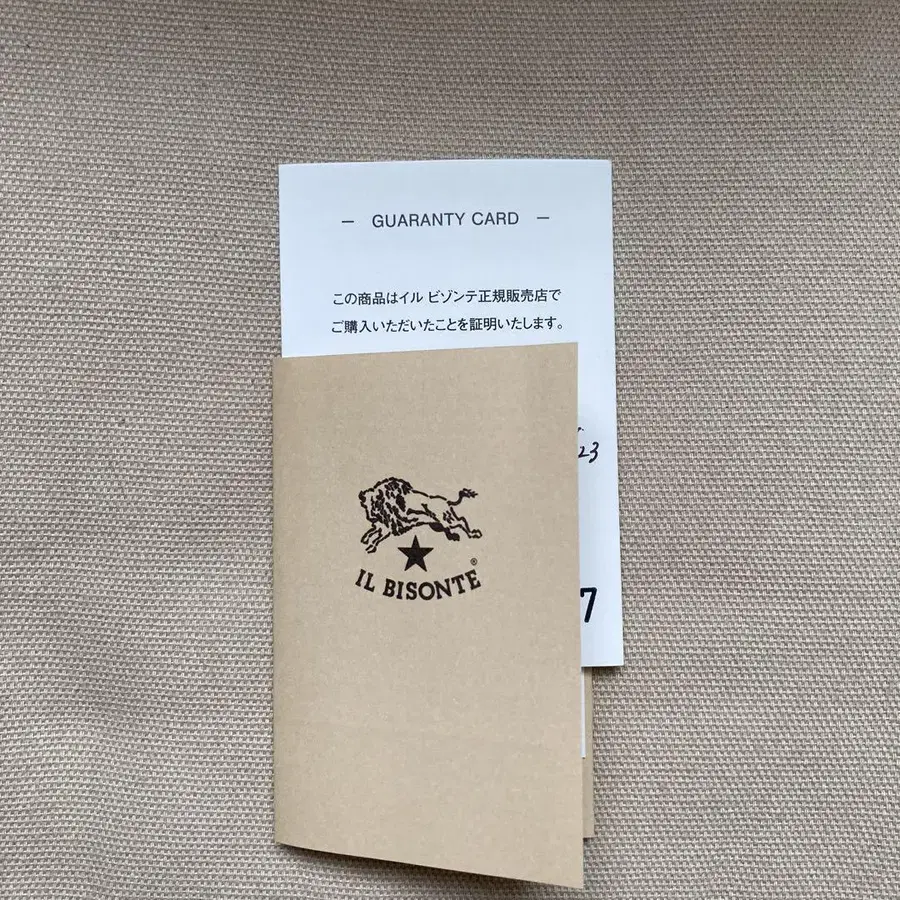 — GUARANTY CARD —
この商品はイル ビゾンテ正規販売店で
ご購入いただいたことを証明いたします。
23
IL BISONTE®
7